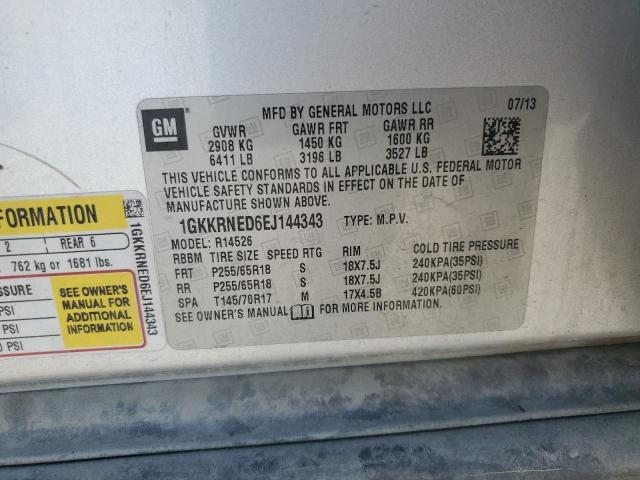 GM
MFD BY GENERAL MOTORS LLC 07/13
GVWR GAWR FRT GAWR RR
2908 KG 1450 KG 1600 KG
6411 LB 3196 LB 3527 LB
THIS VEHICLE CONFORMS TO ALL APPLICABLE U.S. FEDERAL MOTOR
VEHICLE SAFETY STANDARDS IN EFFECT ON THE DATE OF
MANUFACTURE SHOWN ABOVE.
1GKKRNED6EJ144343 TYPE: M.P.V.
MODEL: R14526
RBBM TIRE SIZE SPEED RTG RIM COLD TIRE PRESSURE
FRT P255/65R18 S 18X7.5J 240KPA(35PSI)
RR P255/65R18 S 18X7.5J 240KPA(35PSI)
SPA T145/70R17 M 17X4.5B 420KPA(60PSI)
SEE OWNER'S MANUAL FOR MORE INFORMATION.
FORMATION
2 REAR 6
762 kg or 1681 lbs.
SEE OWNER'S
MANUAL FOR
ADDITIONAL
INFORMATION
PSI
PSI
PSI
1GKKRNED6EJ144343